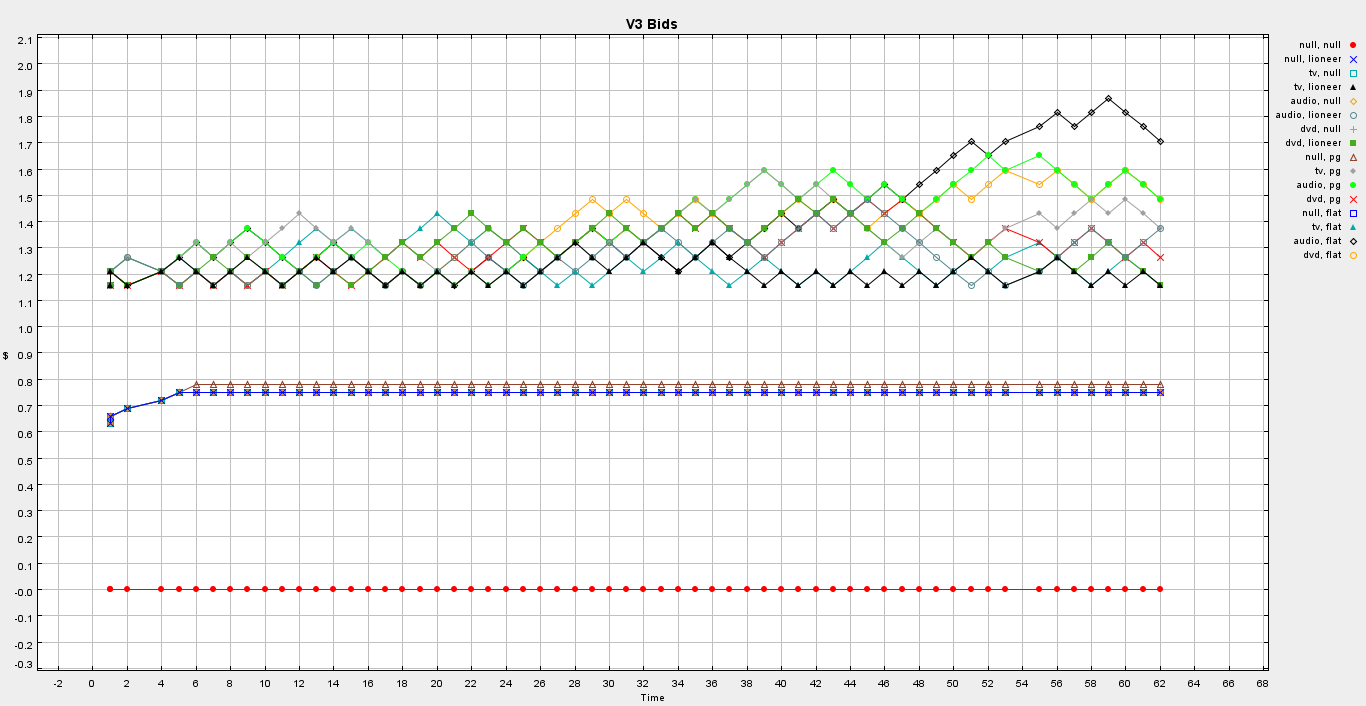 V3 Bids
2.1
2.0
1.9
1.8
1.7
1.6
1.5
1.4
1.3
1.2
1.1
1.0
$ 0.9
0.8
0.7
0.6
0.5
0.4
0.3
0.2
0.1
-0.0
-0.1
-0.2
-0.3
-2 0 2 4 6 8 10 12 14 16 18 20 22 24 26 28 30 32 34 36 38 40 42 44 46 48 50 52 54 56 58 60 62 64 66 68
Time
null, null
null, lioneer
tv, null
tv, lioneer
audio, null
audio, lioneer
dvd, null
dvd, lioneer
null, pg
tv, pg
audio, pg
dvd, pg
null, flat
tv, flat
audio, flat
dvd, flat